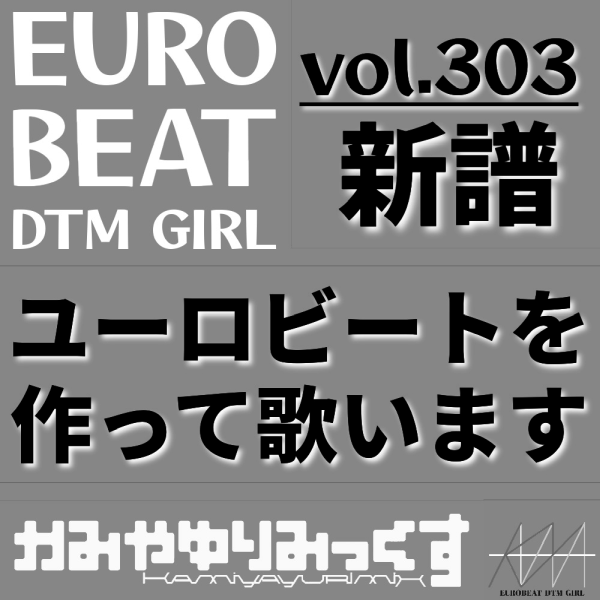 EURO
BEAT
DTM GIRL
vol.303
新譜
ユーロビートを
作って歌います
かみやゆりみっくす
KAMIYAYURIMIX
EUROBEAT DTM GIRL